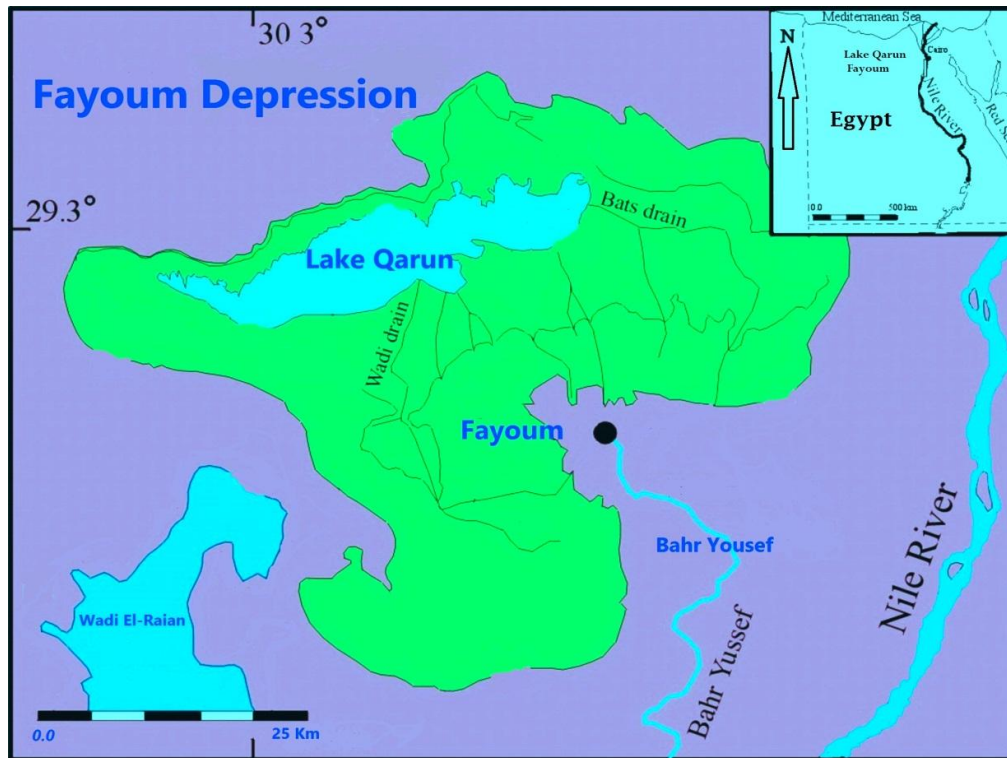 30 3°
Fayoum Depression
29.3°
Mediterranean Sea
N
Cairo
Lake Qarun
Fayoum
Nile River
Egypt
0.0
500 km
Bats drain
Lake Qarun
Wadi drain
Fayoum
Bahr Yousef
Bahr Yussef
Nile River
Wadi El-Raian
0.0
25 Km